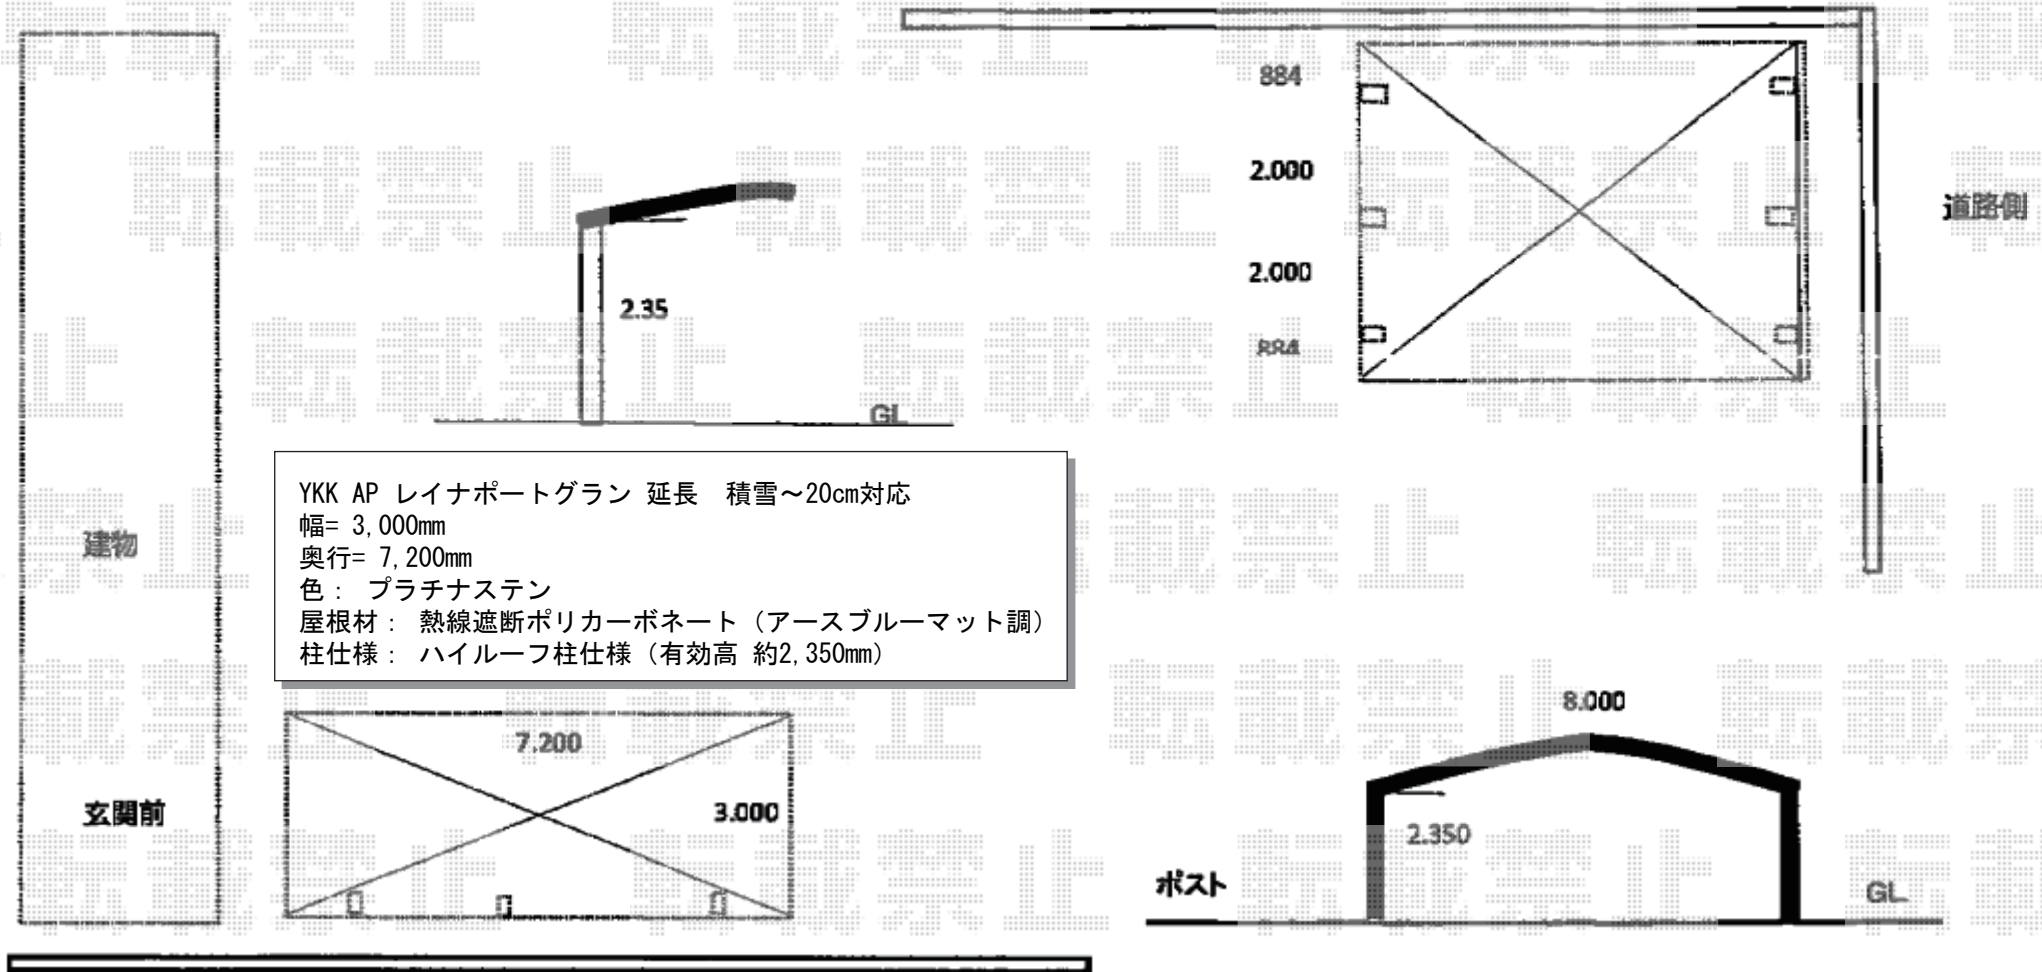 884
2.000
道路側
2.000
2.35
884
GL
YKK AP レイナポートグラン 延長　積雪～20cm対応
幅= 3,000mm
奥行= 7,200mm
色： プラチナステン
屋根材： 熱線遮断ポリカーボネート（アースブルーマット調）
柱仕様： ハイルーフ柱仕様（有効高 約2,350mm）
建物
8.000
7.200
3.000
玄関前
2.350
ポスト
GL
転載禁止